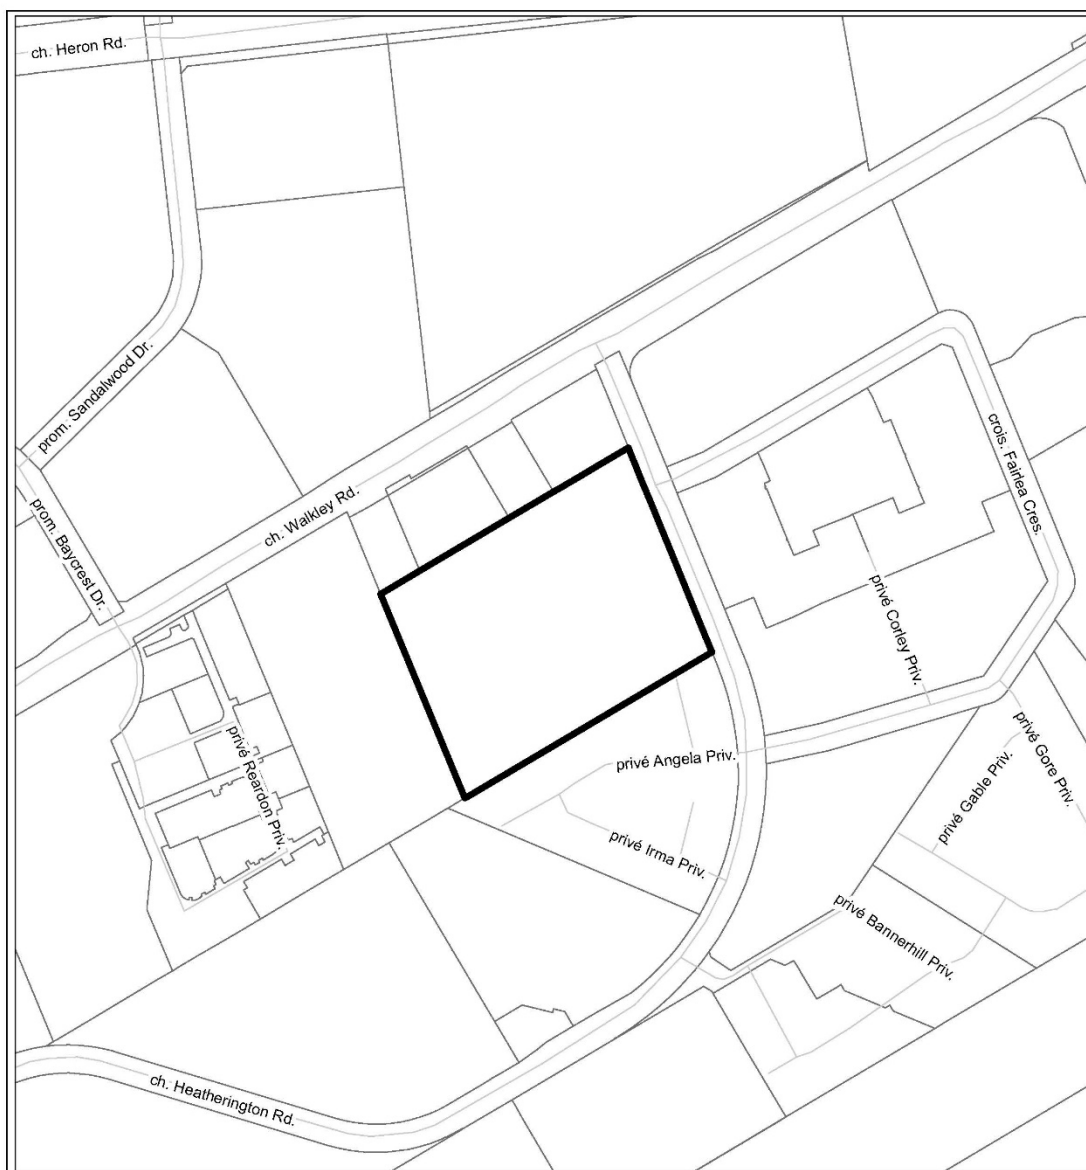 ch. Heron Rd.
prom. Sandalwood Dr.
crois. Fairlea Cres.
ch. Walkley Rd.
prom. Baycrest Dr.
privé Corley Priv.
privé Reardon Priv.
privé Angela Priv.
privé Gore Priv.
privé Gable Priv.
privé Irma Priv.
privé Bannerhill Priv.
ch. Heatherington Rd.